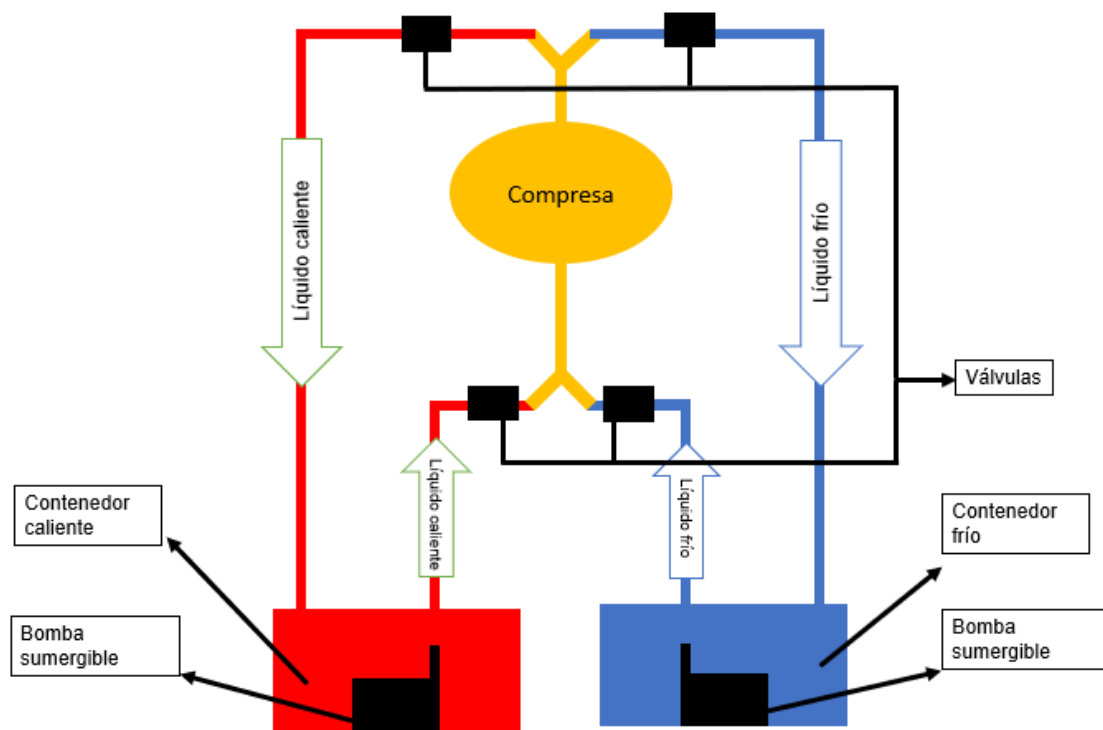 Compresa
Líquido caliente
Líquido frío
Válvulas
Líquido caliente
Líquido frío
Contenedor
caliente
Contenedor
frío
Bomba
sumergible
Bomba
sumergible